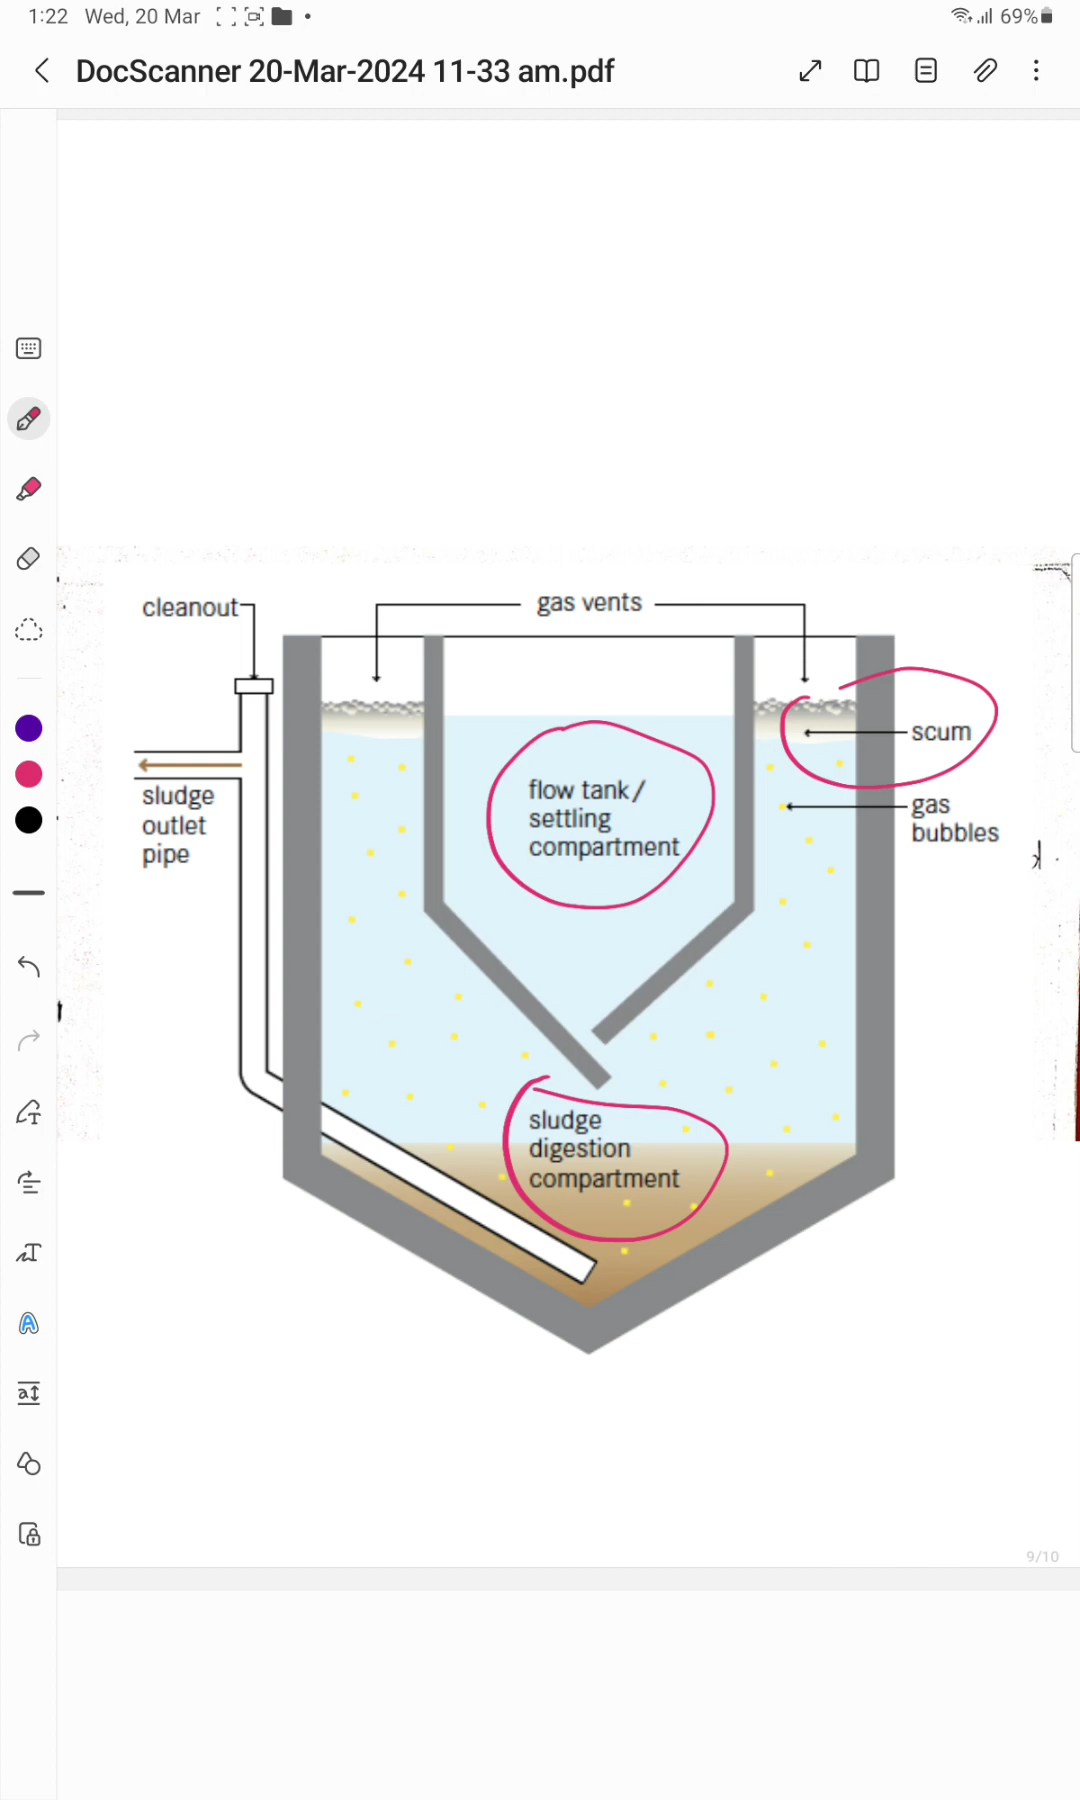 1:22 Wed, 20 Mar
69%
DocScanner 20-Mar-2024 11-33 am.pdf
cleanout
gas vents
scum
flow tank/
settling
compartment
sludge
outlet
pipe
gas
bubbles
sludge
digestion
compartment
9/10